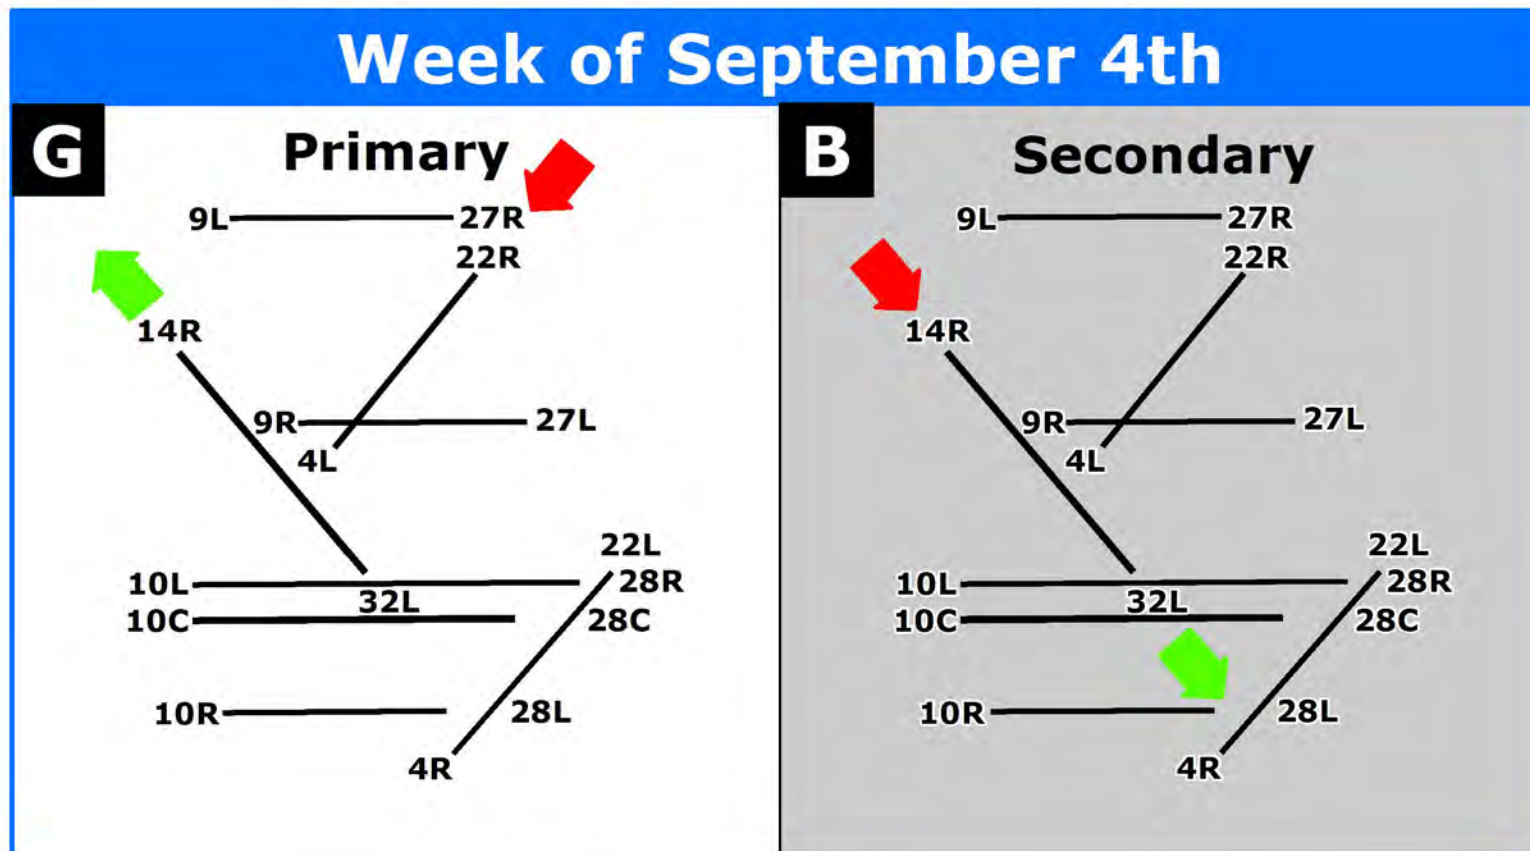 Week of September 4th
G Primary
9L 27R
22R
14R
9R 27L
4L
22L
10L 28R
32L
10C 28C
10R 28L
4R
B Secondary
9L 27R
22R
14R
9R 27L
4L
22L
10L 28R
32L
10C 28C
10R 28L
4R